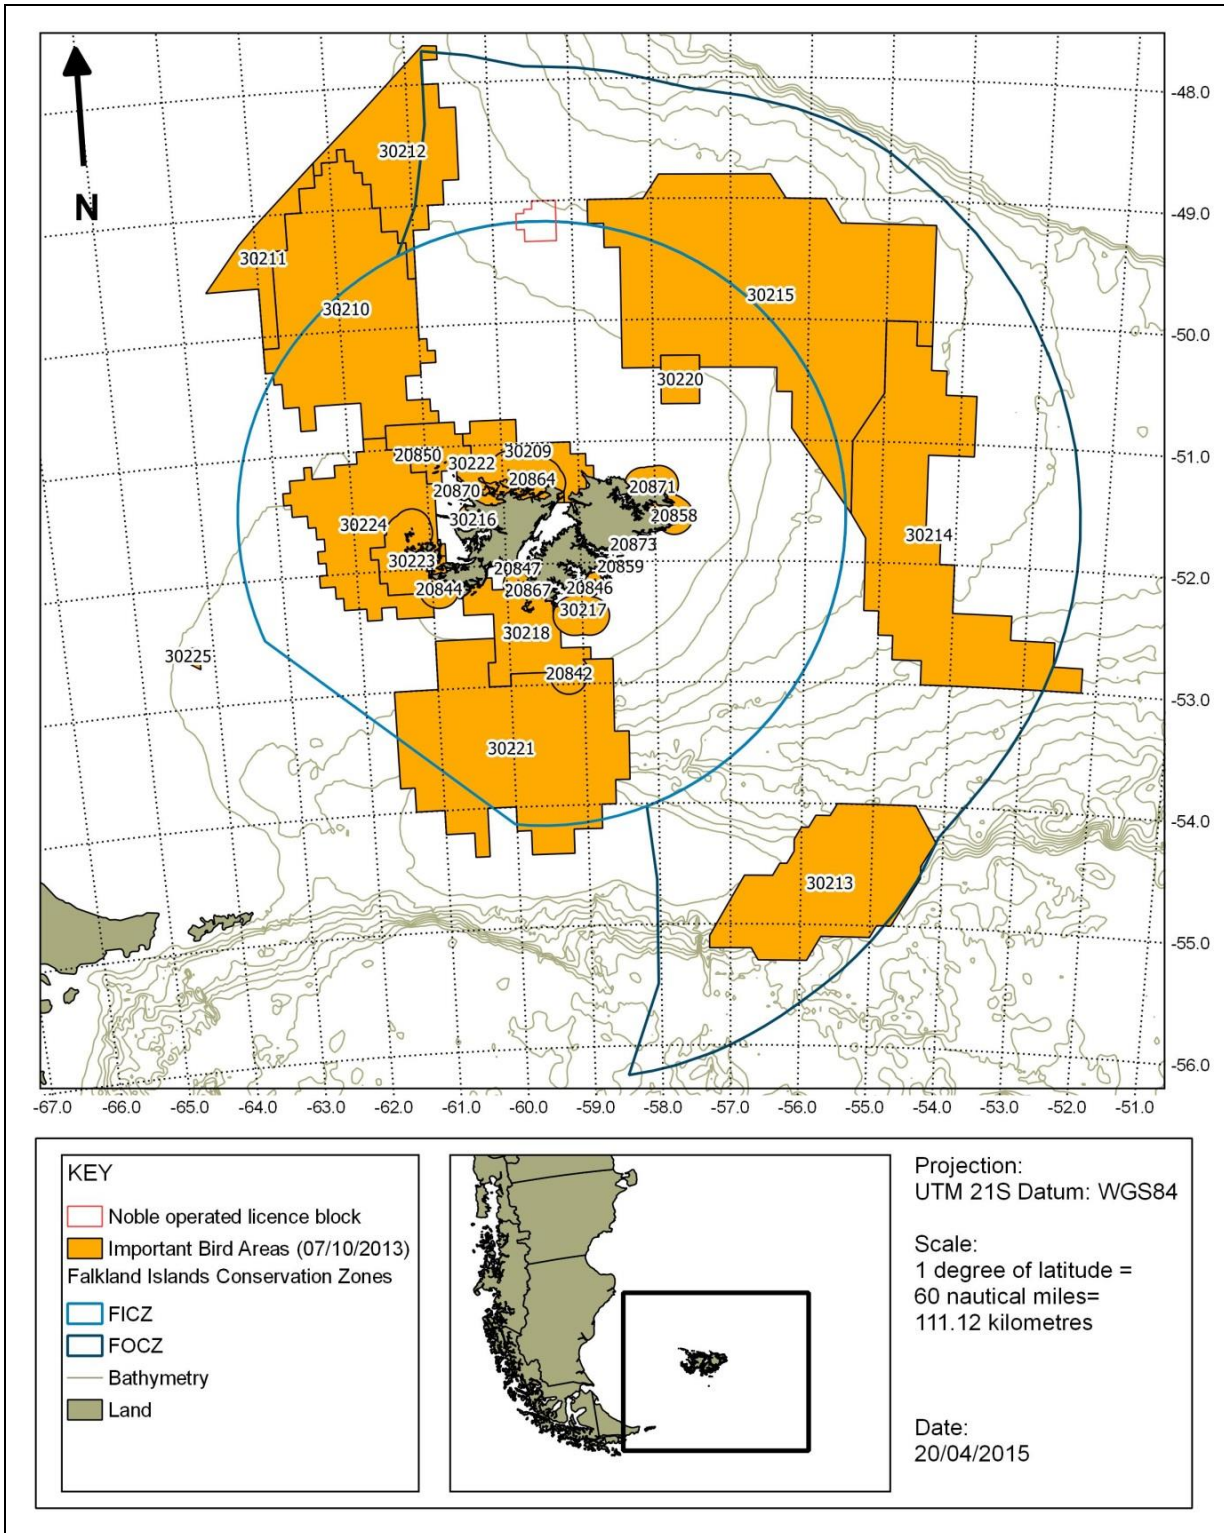 -48.0
30212
-49.0
N
30211
30215
30210
-50.0
30220
30209
20850
-51.0
30222
20864
20871
20870
20858
30216
30224
30214
20873
30223
20847
20859
-52.0
20844
20867
20846
30217
30218
30225
20842
-53.0
30221
-54.0
30213
-55.0
-56.0
-67.0 -66.0 -65.0 -64.0 -63.0 -62.0 -61.0 -60.0 -59.0 -58.0 -57.0 -56.0 -55.0 -54.0 -53.0 -52.0 -51.0
KEY
Noble operated licence block
Important Bird Areas (07/10/2013)
Falkland Islands Conservation Zones
FICZ
FOCZ
Bathymetry
Land
Projection:
UTM 21S Datum: WGS84
Scale:
1 degree of latitude =
60 nautical miles=
111.12 kilometres
Date:
20/04/2015